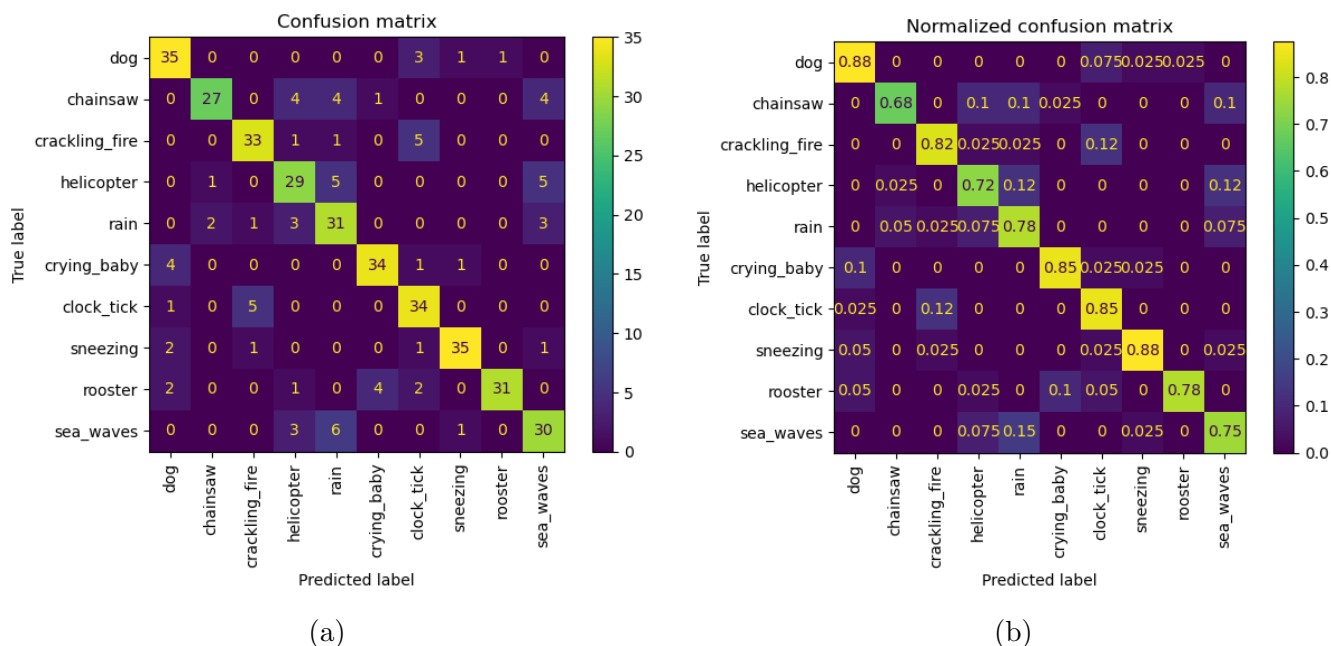 Confusion matrix
True label
dog 35 0 0 0 0 0 3 1 1 0
chainsaw 0 27 0 4 4 1 0 0 0 4
crackling_fire 0 0 33 1 1 0 5 0 0 0
helicopter 0 1 0 29 5 0 0 0 0 5
rain 0 2 1 3 31 0 0 0 0 3
crying_baby 4 0 0 0 0 34 1 1 0 0
clock_tick 1 0 5 0 0 0 34 0 0 0
sneezing 2 0 1 0 0 0 1 35 0 1
rooster 2 0 0 1 0 4 2 0 31 0
sea_waves 0 0 0 3 6 0 0 1 0 30
dog chainsaw crackling_fire helicopter rain crying_baby clock_tick sneezing rooster sea_waves
Predicted label
35
30
25
20
15
10
5
0
(a)
Normalized confusion matrix
True label
dog 0.88 0 0 0 0 0 0.075 0.025 0.025 0
chainsaw 0 0.68 0 0.1 0.1 0.025 0 0 0 0.1
crackling_fire 0 0 0.82 0.025 0.025 0 0.12 0 0 0
helicopter 0 0.025 0 0.72 0.12 0 0 0 0 0.12
rain 0 0.05 0.025 0.075 0.78 0 0 0 0 0.075
crying_baby 0.1 0 0 0 0 0.85 0.025 0.025 0 0
clock_tick 0.025 0 0.12 0 0 0 0.85 0 0 0
sneezing 0.05 0 0.025 0 0 0 0.025 0.88 0 0.025
rooster 0.05 0 0 0.025 0 0.1 0.05 0 0.78 0
sea_waves 0 0 0 0.075 0.15 0 0 0.025 0 0.75
dog chainsaw crackling_fire helicopter rain crying_baby clock_tick sneezing rooster sea_waves
Predicted label
0.8
0.7
0.6
0.5
0.4
0.3
0.2
0.1
0.0
(b)